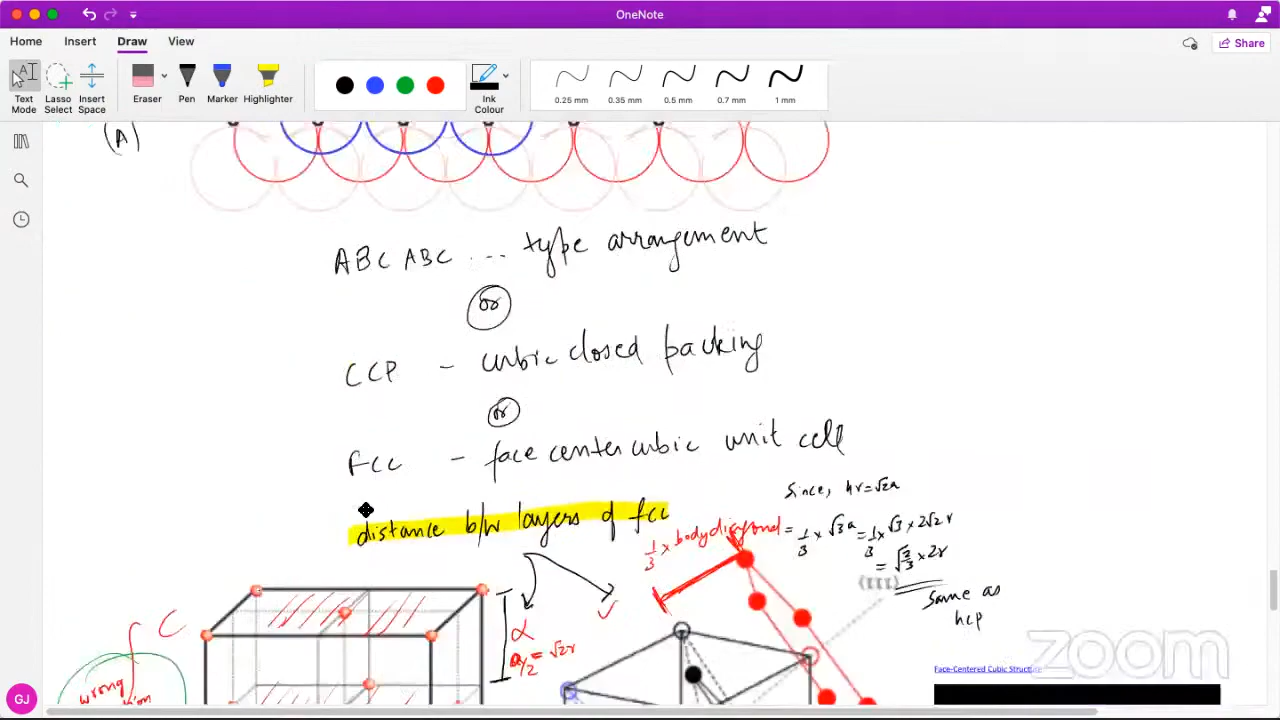 OneNote
Home Insert Draw View
Share
Text Mode
Lasso Select
Insert Space
Eraser
Pen
Marker
Highlighter
Ink Colour
0.25 mm 0.35 mm 0.5 mm 0.7 mm 1 mm
(A)
ABC ABC ... type arrangement
or
CCP - cubic closed packing
or
FCC - face center cubic unit cell
Since, 4r=√2a
distance b/w layers of fcc
1/3 × body diagonal = 1/3 × √3a = 1/3 × √3 × 2√2 r
= √2/3 × 2r
(III)
same as
hcp
C
α
a/2 = √2r
wrong
zoom
Face-Centered Cubic Structure
GJ